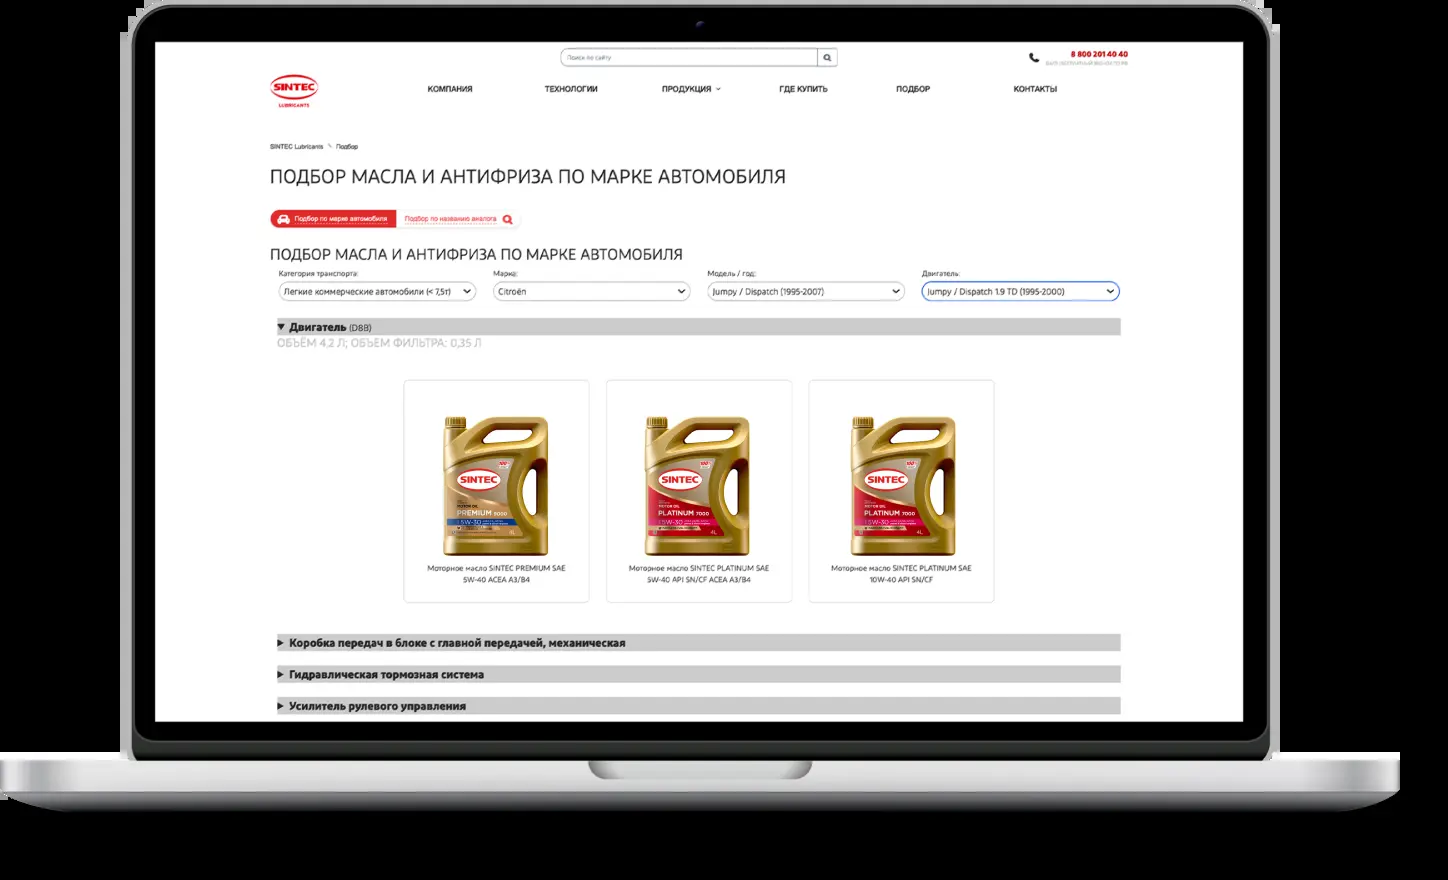 Поиск по сайту
8 800 201 40 40
SINTEC
LUBRICANTS
КОМПАНИЯ
ТЕХНОЛОГИИ
ПРОДУКЦИЯ
ГДЕ КУПИТЬ
ПОДБОР
КОНТАКТЫ
SINTEC Lubricants \ Подбор
ПОДБОР МАСЛА И АНТИФРИЗА ПО МАРКЕ АВТОМОБИЛЯ
Подбор по марке автомобиля
Подбор по названию аналога
ПОДБОР МАСЛА И АНТИФРИЗА ПО МАРКЕ АВТОМОБИЛЯ
Категория транспорта:
Марка:
Модель / год:
Двигатель:
Легкие коммерческие автомобили (< 7,5т)
Citroën
Jumpy / Dispatch (1995-2007)
Jumpy / Dispatch 1.9 TD (1995-2000)
Двигатель (D8B)
ОБЪЁМ 4,2 Л; ОБЪЕМ ФИЛЬТРА: 0,35 Л
SINTEC
MOTOR OIL
PREMIUM 9000
5W-30
4L
SINTEC
MOTOR OIL
PLATINUM 7000
5W-30
4L
SINTEC
MOTOR OIL
PLATINUM 7000
5W-30
4L
Моторное масло SINTEC PREMIUM SAE
5W-40 ACEA A3/B4
Моторное масло SINTEC PLATINUM SAE
5W-40 API SN/CF ACEA A3/B4
Моторное масло SINTEC PLATINUM SAE
10W-40 API SN/CF
Коробка передач в блоке с главной передачей, механическая
Гидравлическая тормозная система
Усилитель рулевого управления